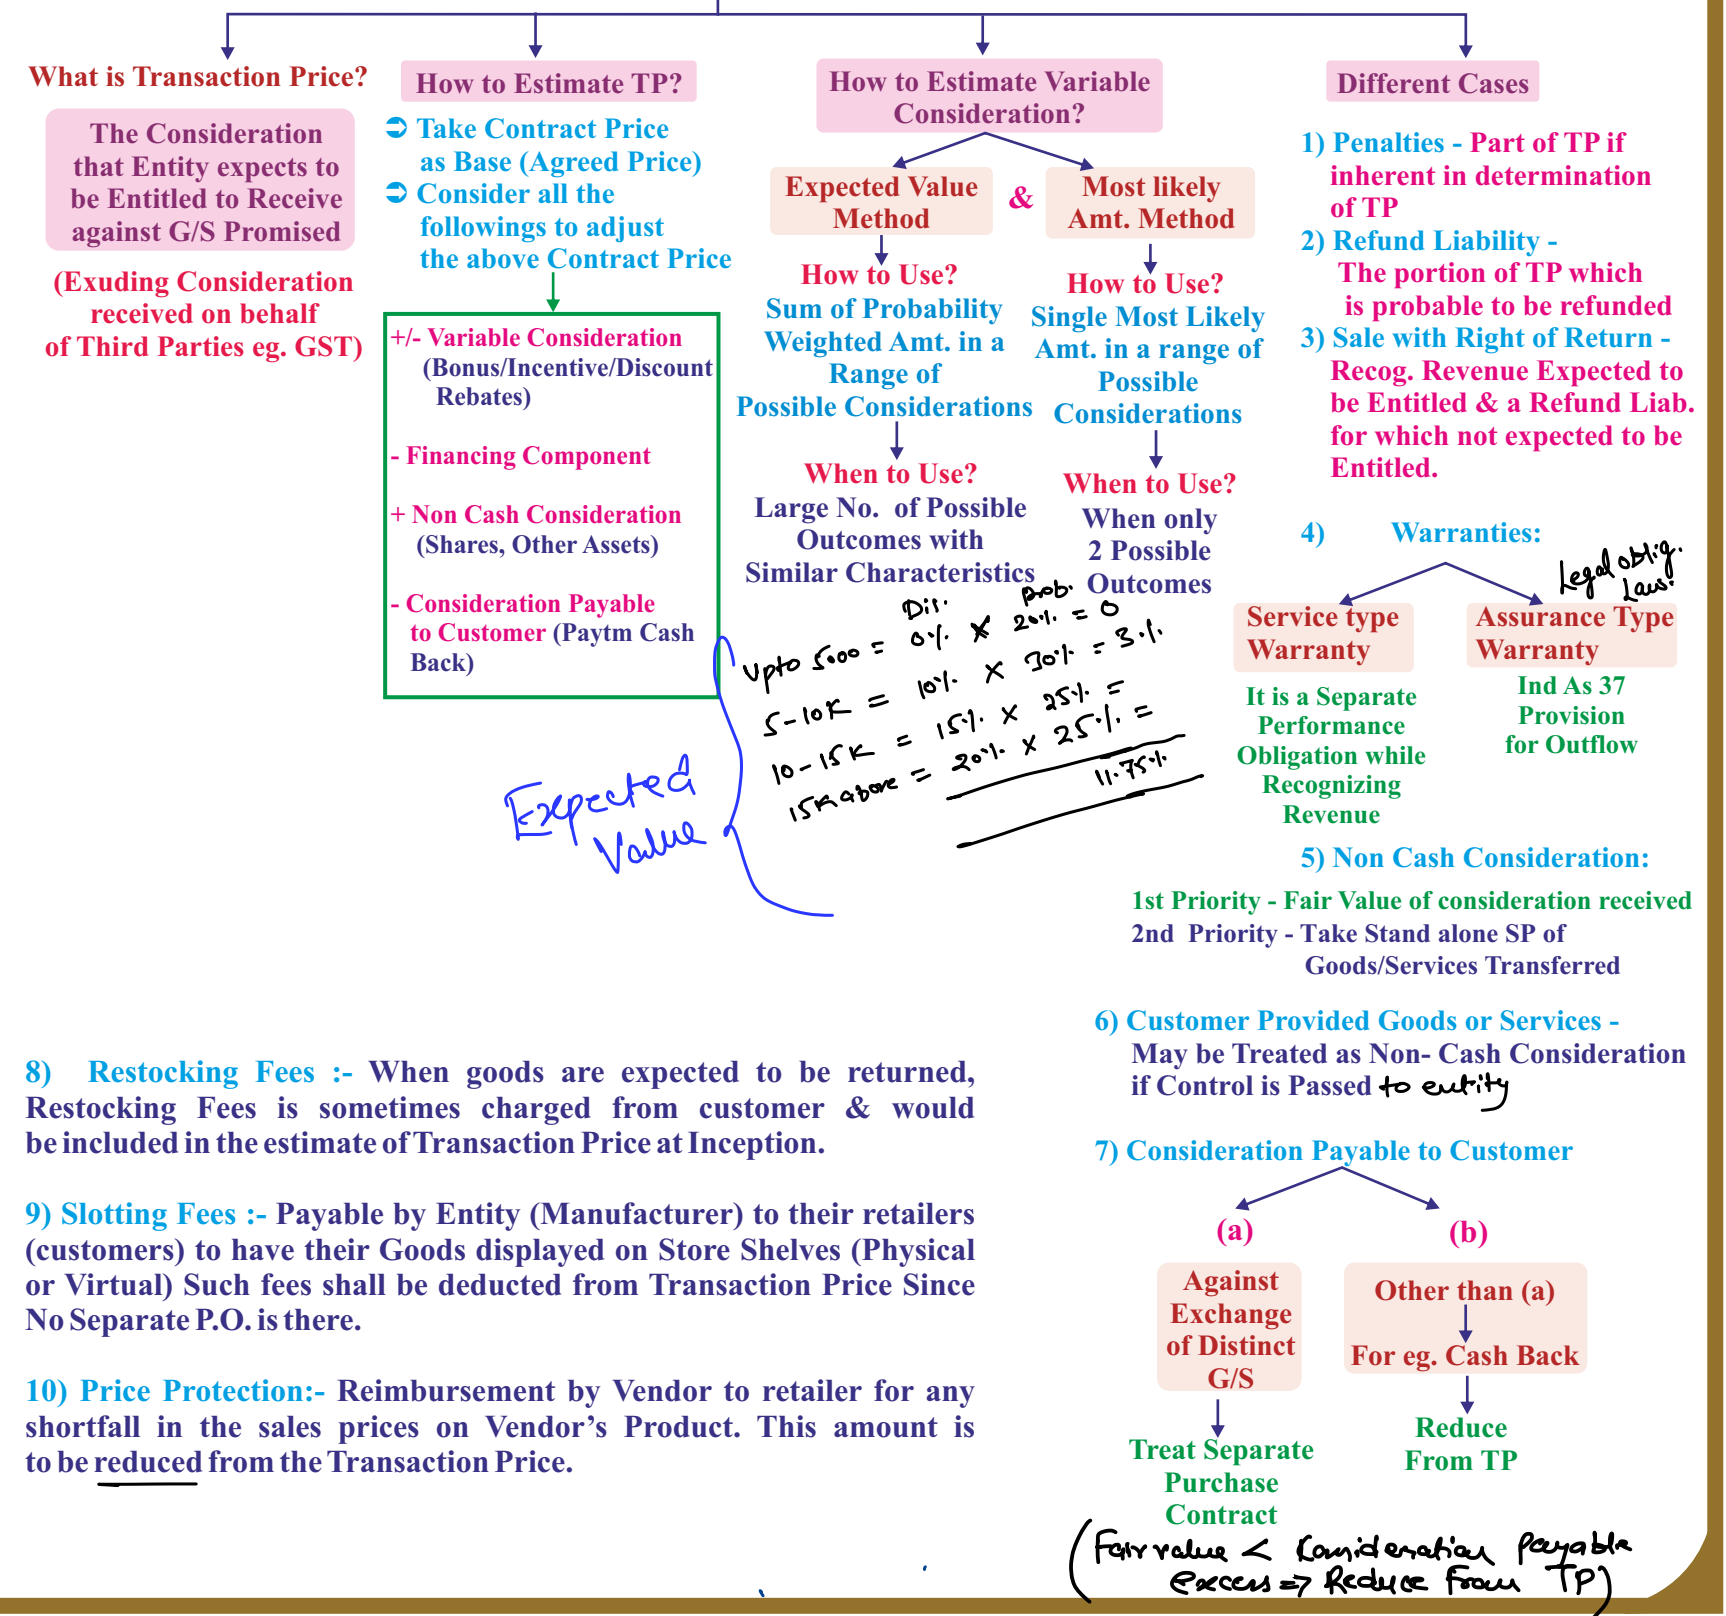 What is Transaction Price?
The Consideration
that Entity expects to
be Entitled to Receive
against G/S Promised
(Exuding Consideration
received on behalf
of Third Parties eg. GST)
How to Estimate TP?
➲ Take Contract Price
as Base (Agreed Price)
➲ Consider all the
followings to adjust
the above Contract Price
+/- Variable Consideration
(Bonus/Incentive/Discount
Rebates)
- Financing Component
+ Non Cash Consideration
(Shares, Other Assets)
- Consideration Payable
to Customer (Paytm Cash
Back)
How to Estimate Variable
Consideration?
Expected Value
Method
&
Most likely
Amt. Method
How to Use?
Sum of Probability
Weighted Amt. in a
Range of
Possible Considerations
When to Use?
Large No. of Possible
Outcomes with
Similar Characteristics
How to Use?
Single Most Likely
Amt. in a range of
Possible
Considerations
When to Use?
When only
2 Possible
Outcomes
Dis. Prob.
Upto 5000 = 0% × 20% = 0
5-10K = 10% × 30% = 3%
10-15K = 15% × 25% =
15K above = 20% × 25% =
11.75%
Expected
Value
Different Cases
1) Penalties - Part of TP if
inherent in determination
of TP
2) Refund Liability -
The portion of TP which
is probable to be refunded
3) Sale with Right of Return -
Recog. Revenue Expected to
be Entitled & a Refund Liab.
for which not expected to be
Entitled.
4) Warranties:
Legal oblig.
Law.
Service type
Warranty
It is a Separate
Performance
Obligation while
Recognizing
Revenue
Assurance Type
Warranty
Ind As 37
Provision
for Outflow
5) Non Cash Consideration:
1st Priority - Fair Value of consideration received
2nd Priority - Take Stand alone SP of
Goods/Services Transferred
6) Customer Provided Goods or Services -
May be Treated as Non- Cash Consideration
if Control is Passed to entity
7) Consideration Payable to Customer
(a)
Against
Exchange
of Distinct
G/S
Treat Separate
Purchase
Contract
(b)
Other than (a)
For eg. Cash Back
Reduce
From TP
(Fair value < Consideration payable
excess => Reduce From TP)
8) Restocking Fees :- When goods are expected to be returned,
Restocking Fees is sometimes charged from customer & would
be included in the estimate of Transaction Price at Inception.
9) Slotting Fees :- Payable by Entity (Manufacturer) to their retailers
(customers) to have their Goods displayed on Store Shelves (Physical
or Virtual) Such fees shall be deducted from Transaction Price Since
No Separate P.O. is there.
10) Price Protection:- Reimbursement by Vendor to retailer for any
shortfall in the sales prices on Vendor's Product. This amount is
to be reduced from the Transaction Price.